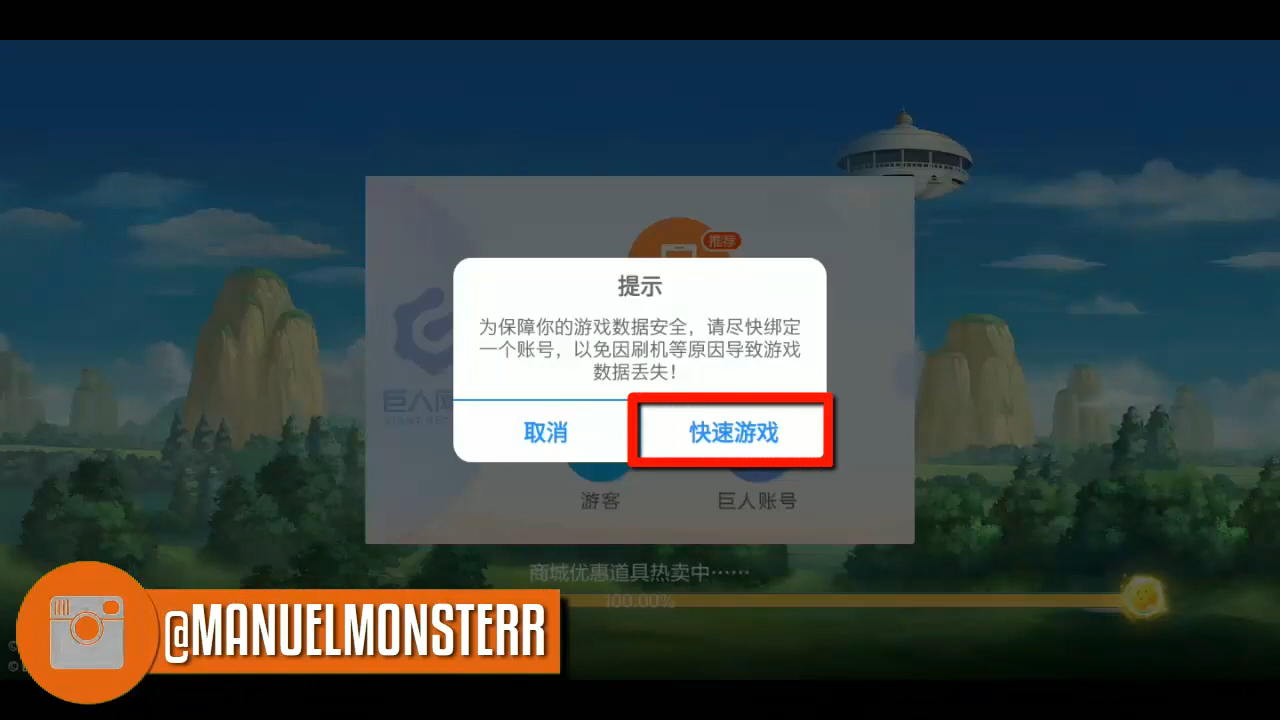 推荐
提示
为保障你的游戏数据安全，请尽快绑定
一个账号，以免因刷机等原因导致游戏
数据丢失！
巨人网
取消
快速游戏
游客
巨人账号
商城优惠道具热卖中……
100.00%
@MANUELMONSTERR